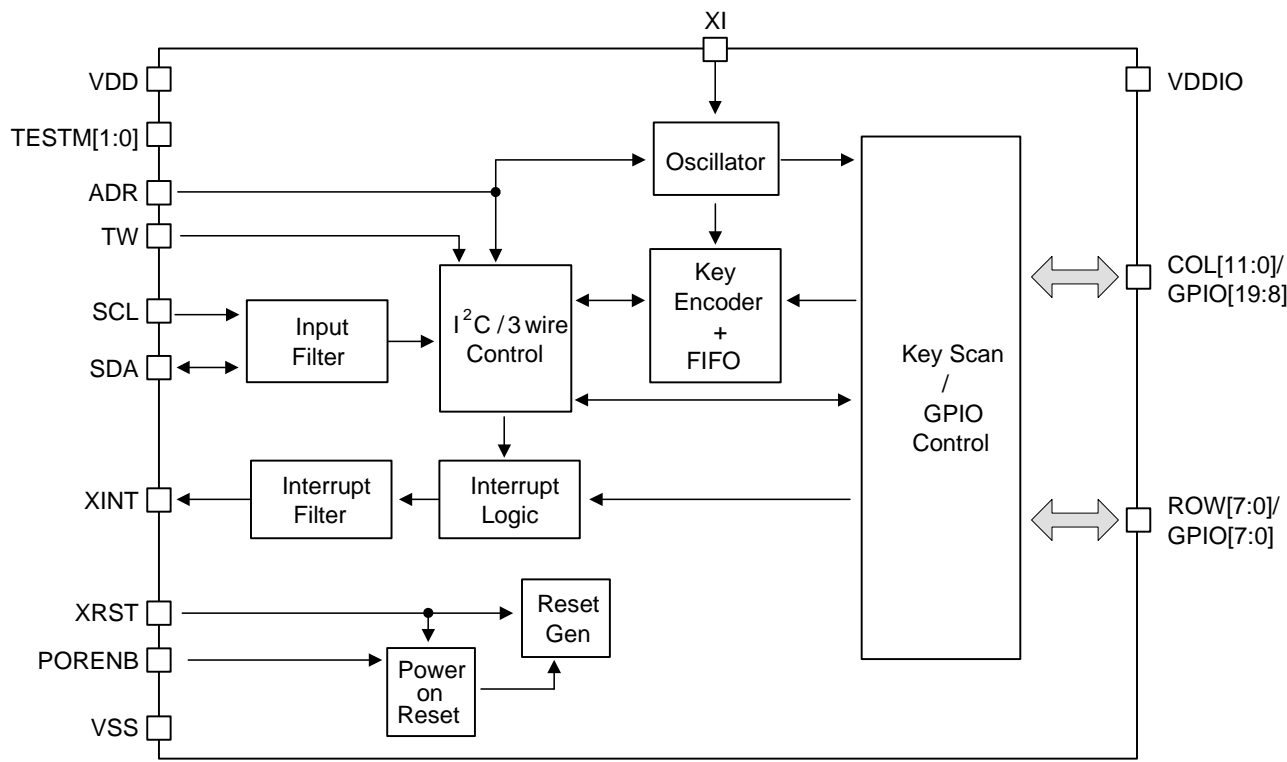 XI
VDD
VDDIO
TESTM[1:0]
Oscillator
ADR
TW
Key
Encoder
+
FIFO
COL[11:0]/
GPIO[19:8]
SCL
SDA
Input
Filter
I²C / 3 wire
Control
Key Scan
/
GPIO
Control
XINT
Interrupt
Filter
Interrupt
Logic
ROW[7:0]/
GPIO[7:0]
XRST
Reset
Gen
PORENB
Power
on
Reset
VSS